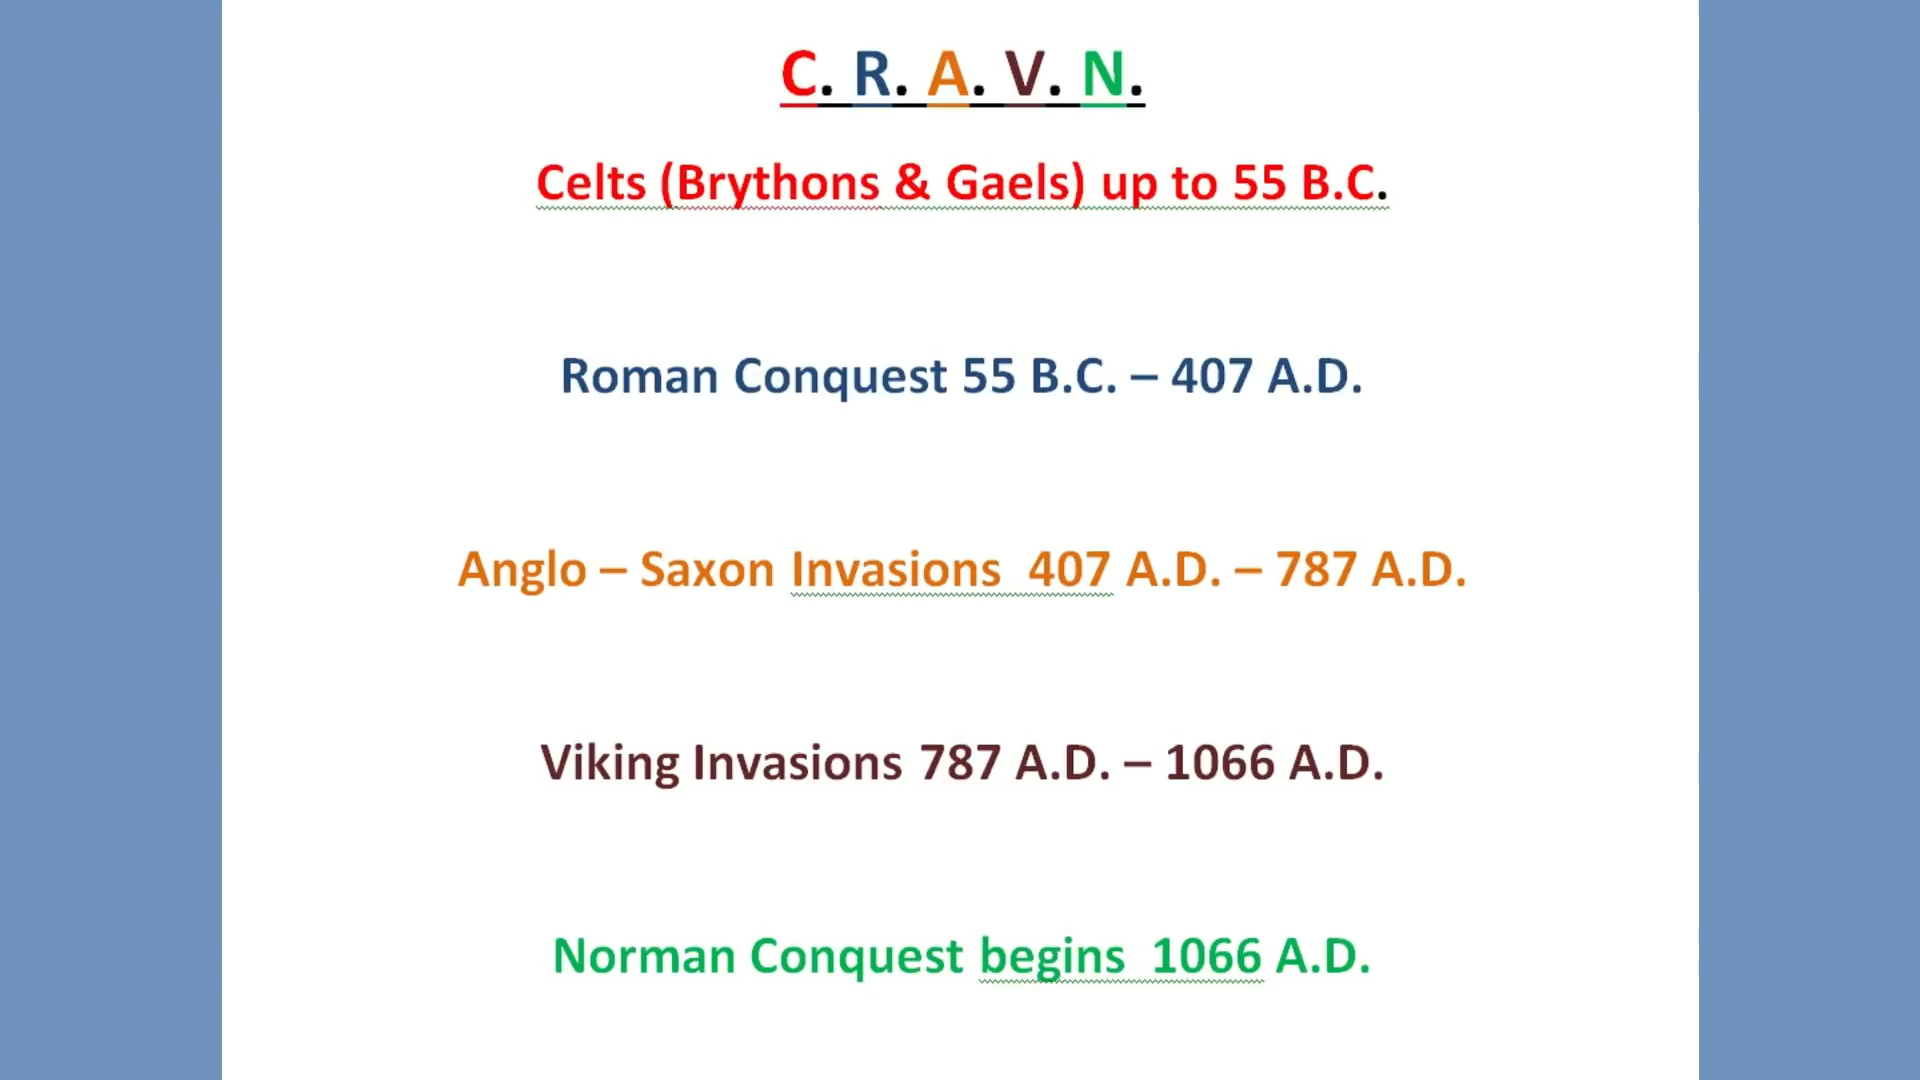 C. R. A. V. N.
Celts (Brythons & Gaels) up to 55 B.C.
Roman Conquest 55 B.C. – 407 A.D.
Anglo – Saxon Invasions  407 A.D. – 787 A.D.
Viking Invasions 787 A.D. – 1066 A.D.
Norman Conquest begins  1066 A.D.